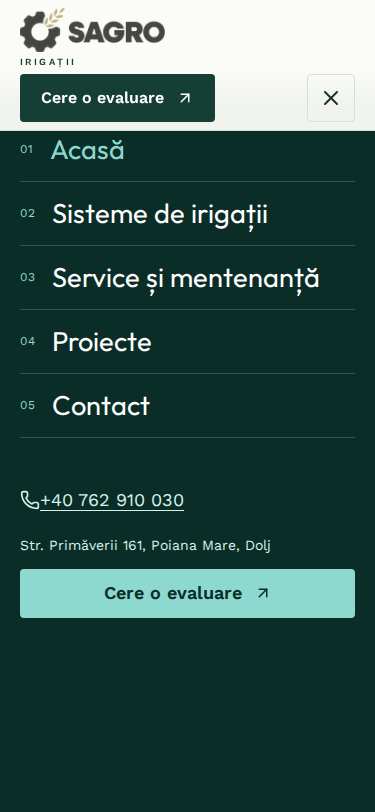 SAGRO
IRIGAȚII
Cere o evaluare
01 Acasă
02 Sisteme de irigații
03 Service și mentenanță
04 Proiecte
05 Contact
+40 762 910 030
Str. Primăverii 161, Poiana Mare, Dolj
Cere o evaluare